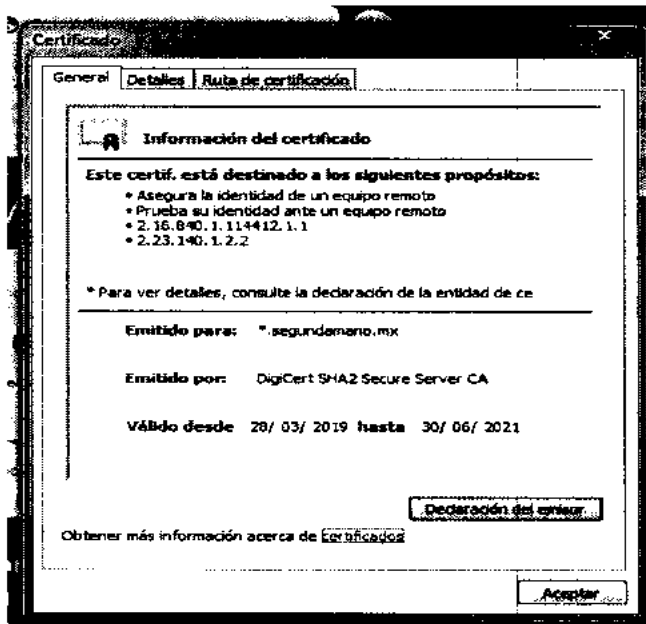 Certificado
General Detalles Ruta de certificación
Información del certificado
Este certif. está destinado a los siguientes propósitos:
• Asegura la identidad de un equipo remoto
• Prueba su identidad ante un equipo remoto
• 2.16.840.1.114412.1.1
• 2.23.140.1.2.2
* Para ver detalles, consulte la declaración de la entidad de ce
Emitido para: *.segundamano.mx
Emitido por: DigiCert SHA2 Secure Server CA
Válido desde 28/ 03/ 2019 hasta 30/ 06/ 2021
Declaración del emisor
Obtener más información acerca de certificados
Aceptar